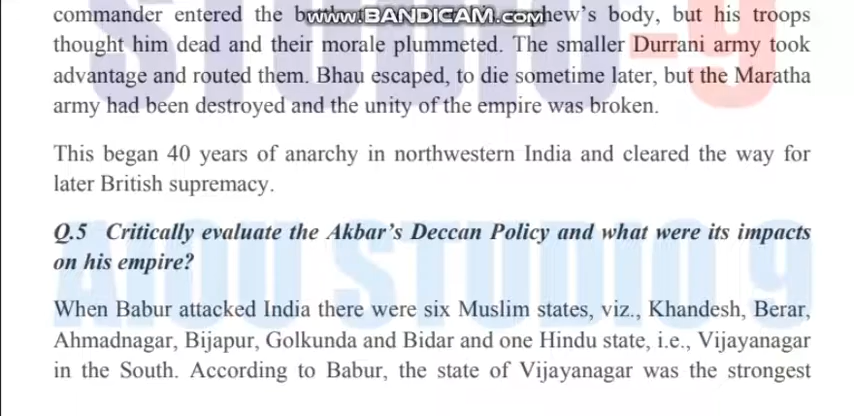 commander entered the hew's body, but his troops
www.BANDICAM.com
thought him dead and their morale plummeted. The smaller Durrani army took
advantage and routed them. Bhau escaped, to die sometime later, but the Maratha
army had been destroyed and the unity of the empire was broken.
This began 40 years of anarchy in northwestern India and cleared the way for
later British supremacy.
Q.5 Critically evaluate the Akbar's Deccan Policy and what were its impacts
on his empire?
AIOU STUDIO 9
When Babur attacked India there were six Muslim states, viz., Khandesh, Berar,
Ahmadnagar, Bijapur, Golkunda and Bidar and one Hindu state, i.e., Vijayanagar
in the South. According to Babur, the state of Vijayanagar was the strongest